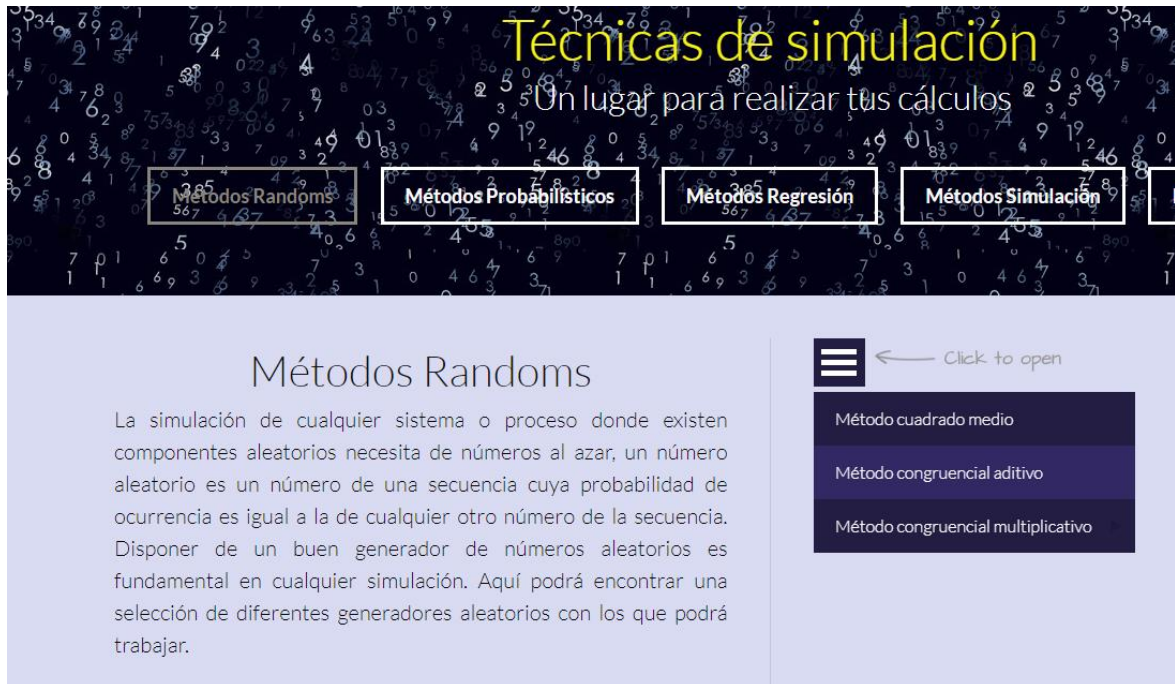 Técnicas de simulación
Un lugar para realizar tus cálculos
Métodos Randoms
Métodos Probabilísticos
Métodos Regresión
Métodos Simulación
Métodos Randoms
La simulación de cualquier sistema o proceso donde existen
componentes aleatorios necesita de números al azar, un número
aleatorio es un número de una secuencia cuya probabilidad de
ocurrencia es igual a la de cualquier otro número de la secuencia.
Disponer de un buen generador de números aleatorios es
fundamental en cualquier simulación. Aquí podrá encontrar una
selección de diferentes generadores aleatorios con los que podrá
trabajar.
Click to open
Método cuadrado medio
Método congruencial aditivo
Método congruencial multiplicativo